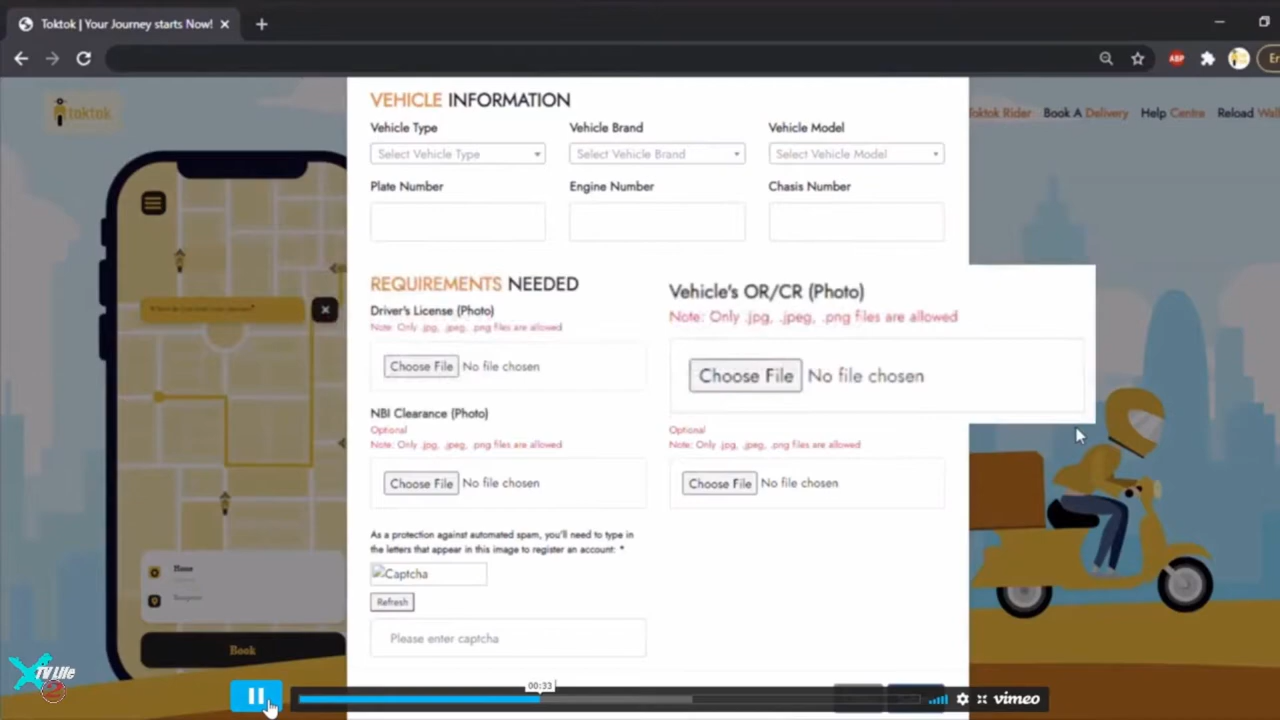 Toktok | Your Journey starts Now!
ABP
toktok
Toktok Rider Book A Delivery Help Centre Reload Wall
VEHICLE INFORMATION
Vehicle Type Vehicle Brand Vehicle Model
Select Vehicle Type Select Vehicle Brand Select Vehicle Model
Plate Number Engine Number Chasis Number
REQUIREMENTS NEEDED
Driver's License (Photo)
Note: Only .jpg, .jpeg, .png files are allowed
Choose File No file chosen
Vehicle's OR/CR (Photo)
Note: Only .jpg, .jpeg, .png files are allowed
Choose File No file chosen
NBI Clearance (Photo)
Optional
Note: Only .jpg, .jpeg, .png files are allowed
Choose File No file chosen
Optional
Note: Only .jpg, .jpeg, .png files are allowed
Choose File No file chosen
As a protection against automated spam, you'll need to type in
the letters that appear in this image to register an account: *
Captcha
Refresh
Please enter captcha
Home
Book
X TV Life 2
00:33
vimeo